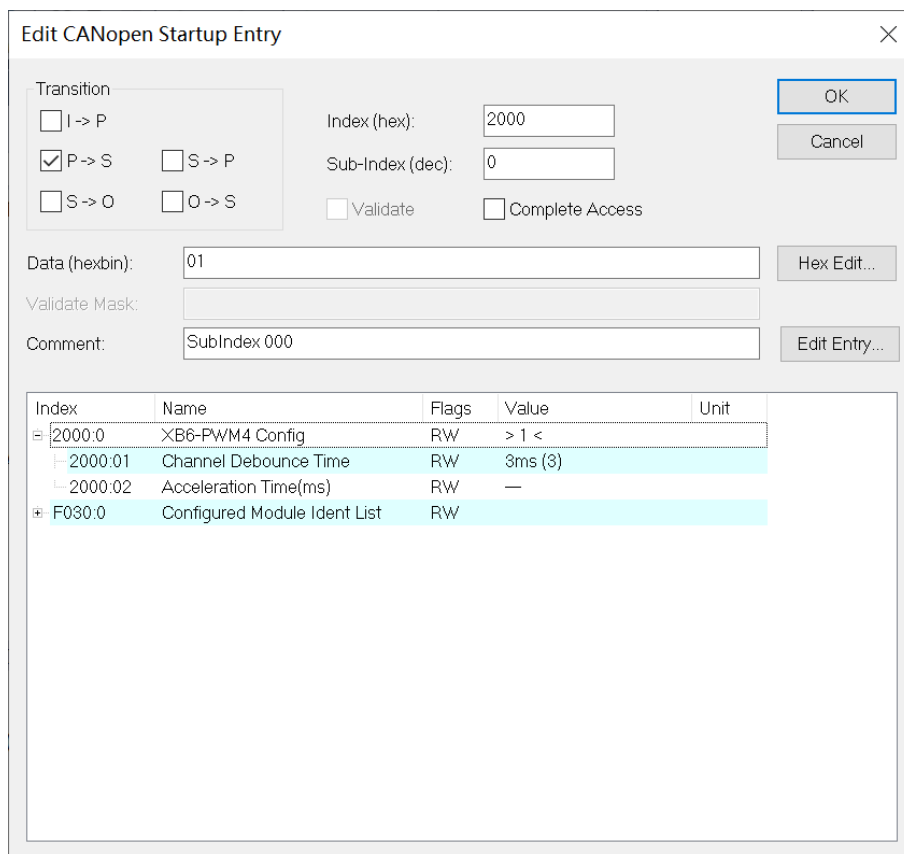 Edit CANopen Startup Entry
Transition
I -> P
P -> S
S -> P
S -> O
O -> S
Index (hex):
2000
Sub-Index (dec):
0
Validate
Complete Access
OK
Cancel
Data (hexbin):
01
Hex Edit...
Validate Mask:
Comment:
SubIndex 000
Edit Entry...
Index Name Flags Value Unit
2000:0 XB6-PWM4 Config RW > 1 <
2000:01 Channel Debounce Time RW 3ms (3)
2000:02 Acceleration Time(ms) RW —
F030:0 Configured Module Ident List RW